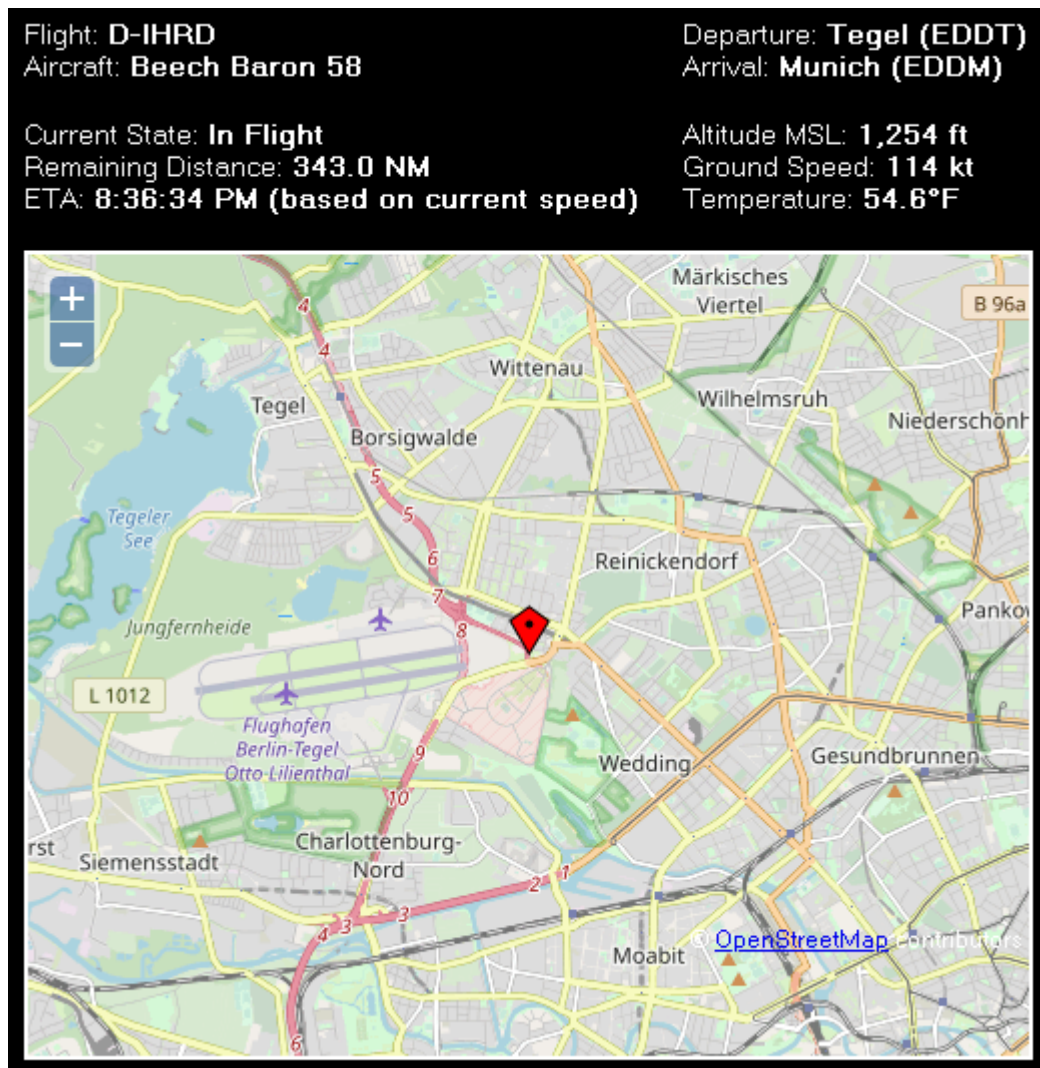 Flight: D-IHRD
Aircraft: Beech Baron 58
Departure: Tegel (EDDT)
Arrival: Munich (EDDM)
Current State: In Flight
Remaining Distance: 343.0 NM
ETA: 8:36:34 PM (based on current speed)
Altitude MSL: 1,254 ft
Ground Speed: 114 kt
Temperature: 54.6°F
+
−
Märkisches
Viertel
B 96a
4
4
Wittenau
Tegel
Wilhelmsruh
Niederschönh
Borsigwalde
5
5
Tegeler
See
6
Reinickendorf
7
Jungfernheide
8
Panko
L 1012
Flughafen
Berlin-Tegel
Otto Lilienthal
9
Wedding
Gesundbrunnen
10
rst
Siemensstadt
Charlottenburg-
Nord
1
2
3
3
4
Moabit
© OpenStreetMap contributors
6